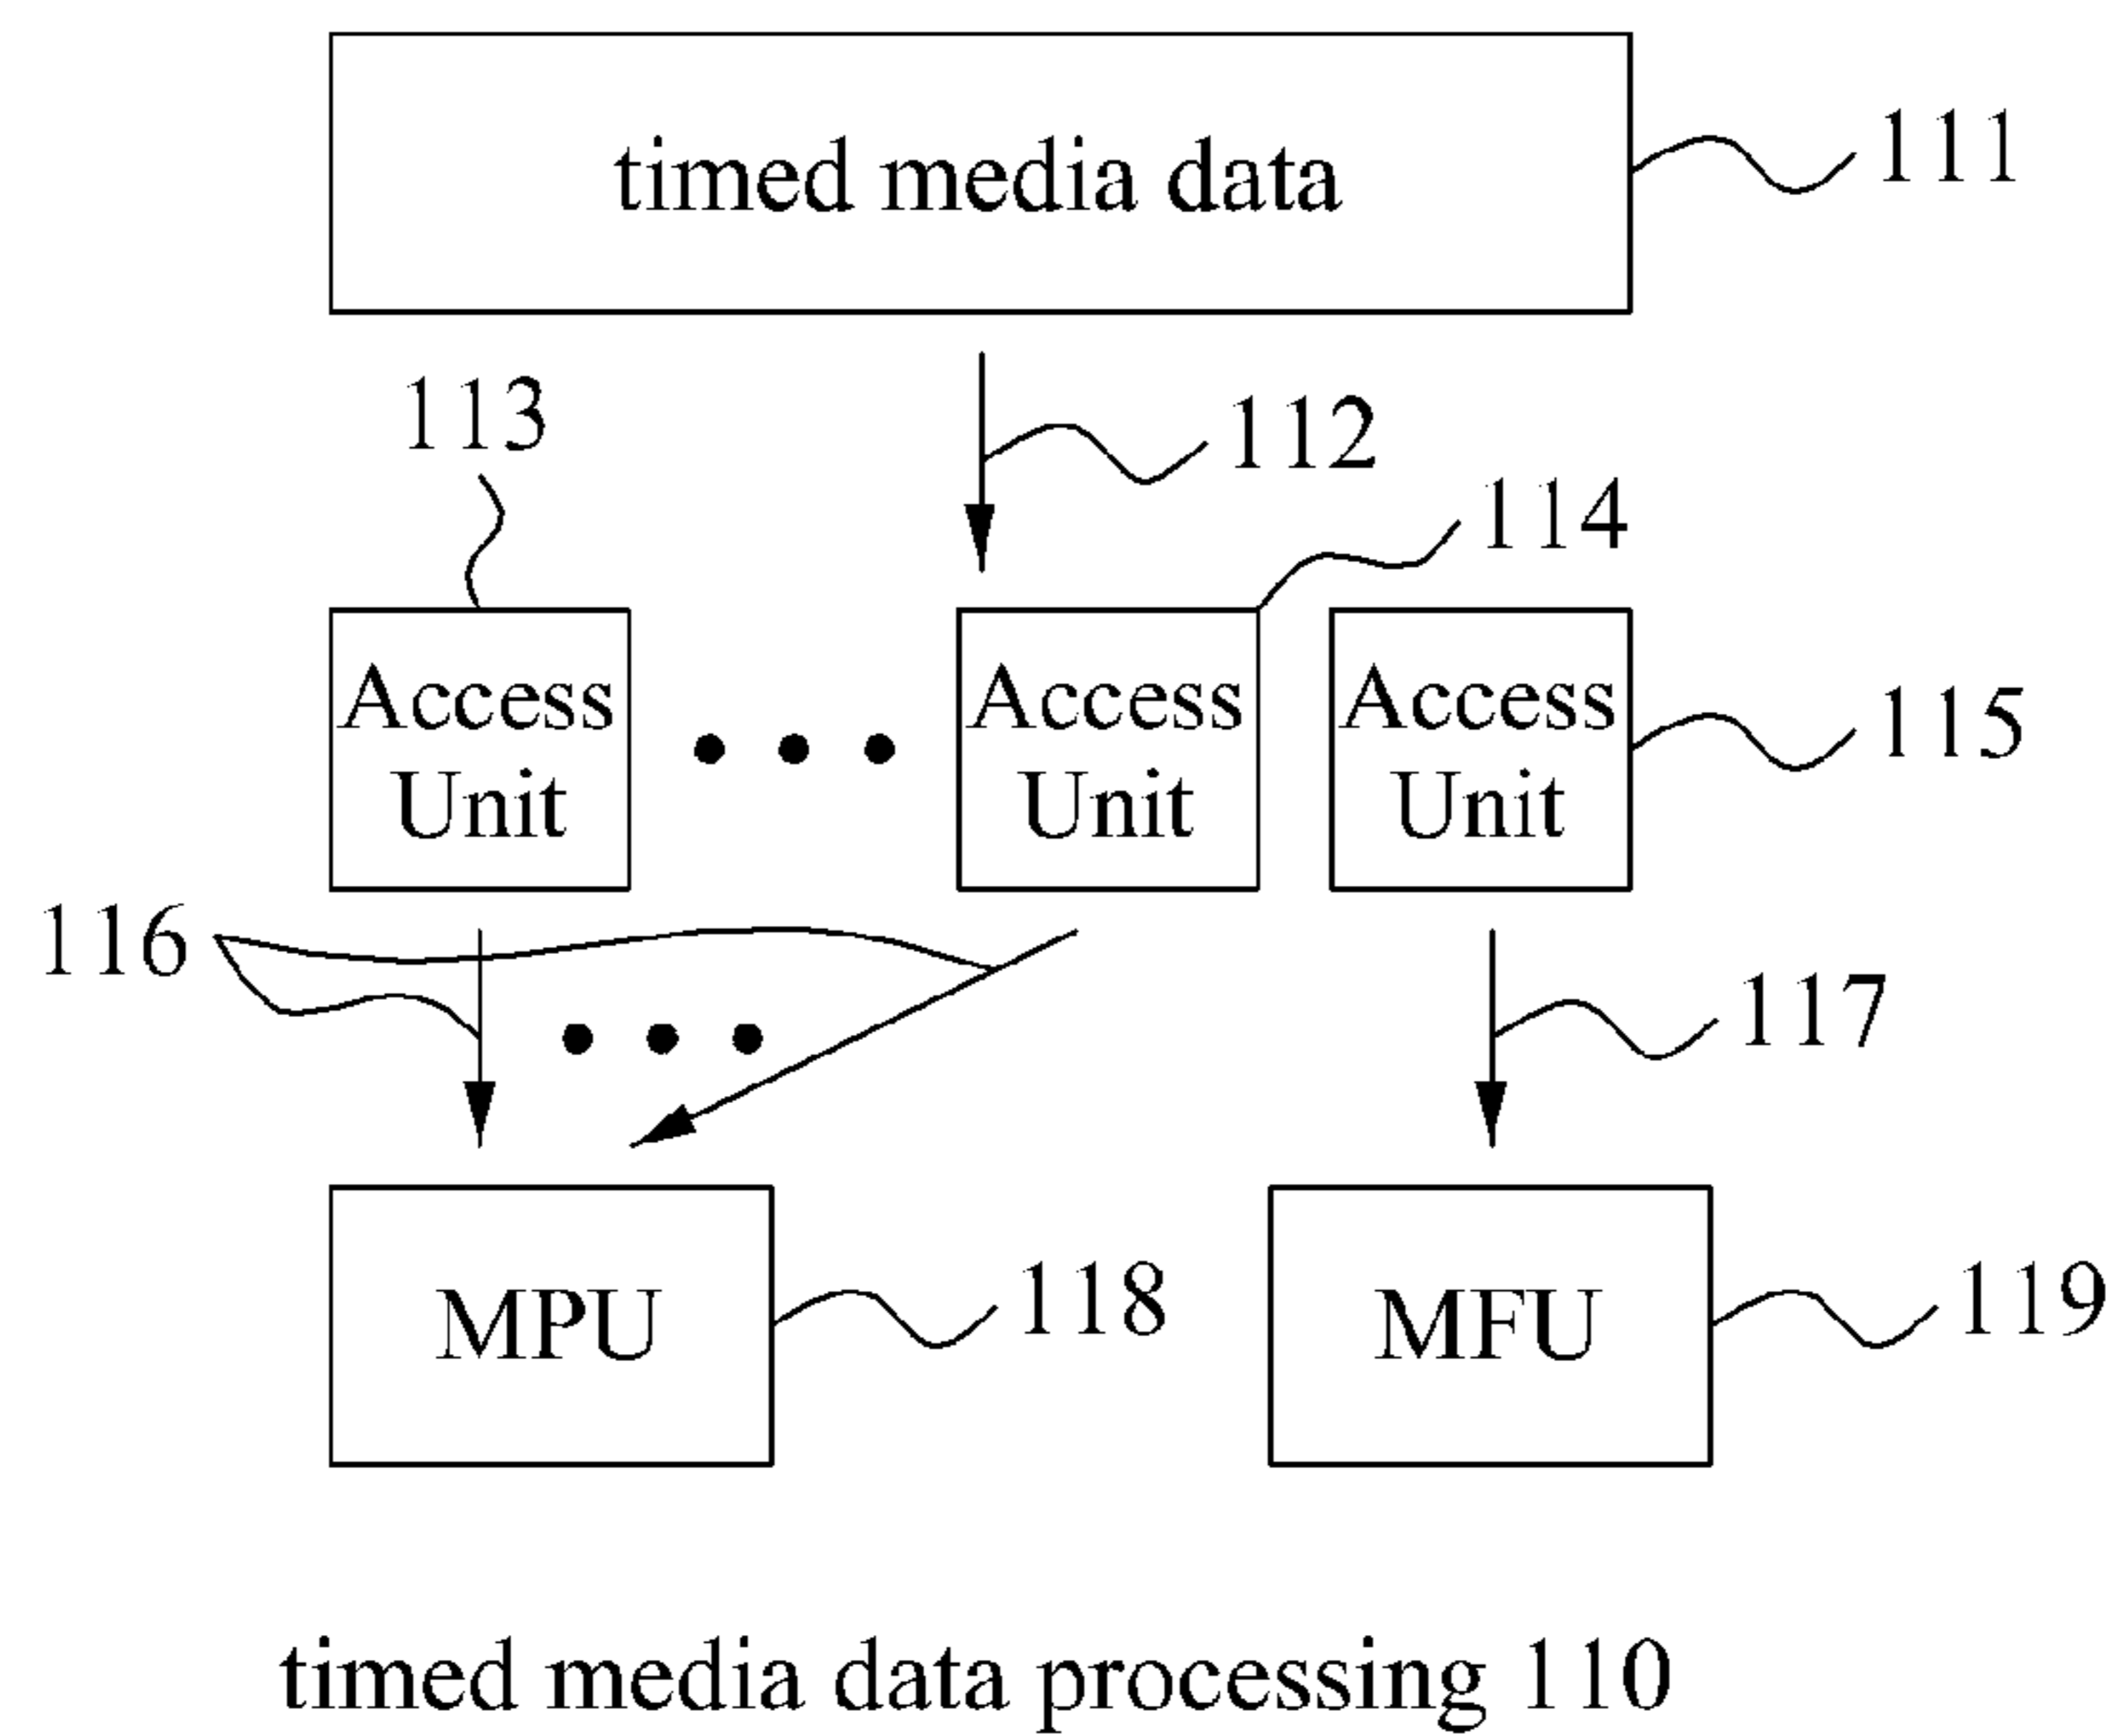 timed media data
111
113
112
114
Access
Unit
Access
Unit
Access
Unit
115
116
117
MPU
118
MFU
119
timed media data processing 110